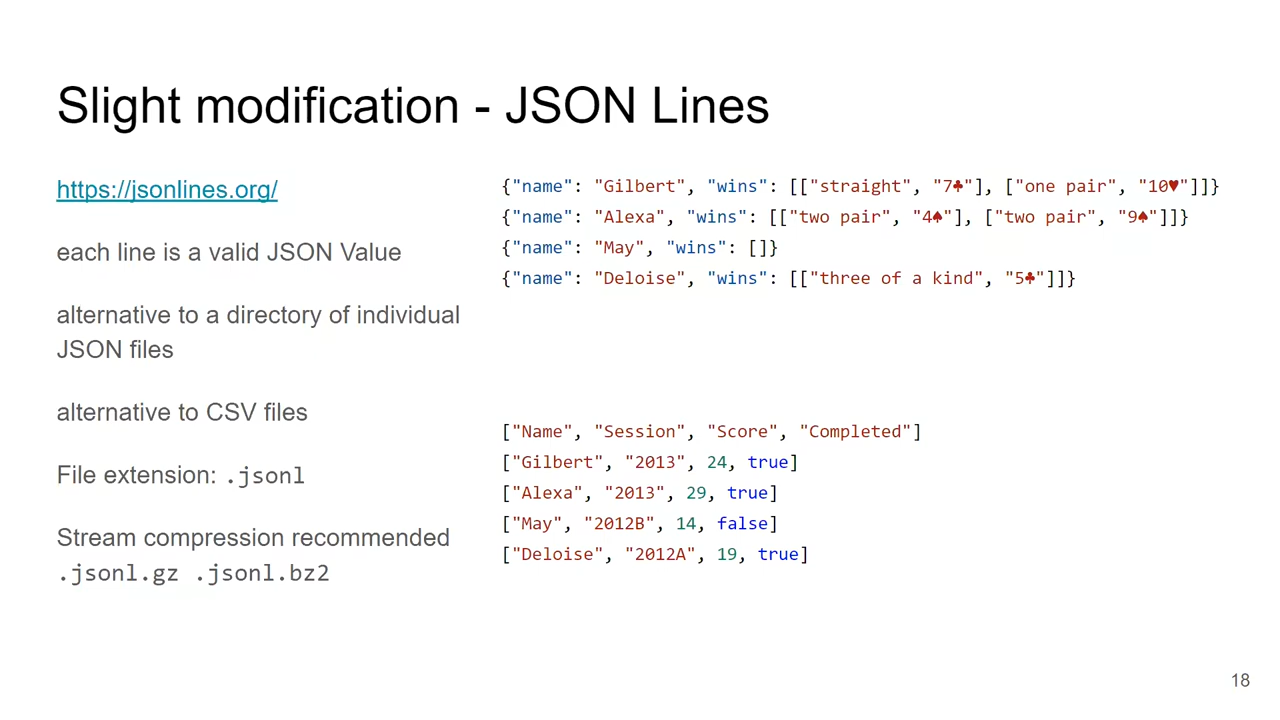 Slight modification - JSON Lines
https://jsonlines.org/
each line is a valid JSON Value
alternative to a directory of individual
JSON files
alternative to CSV files
File extension: .jsonl
Stream compression recommended
.jsonl.gz .jsonl.bz2
{"name": "Gilbert", "wins": [["straight", "7♣"], ["one pair", "10♥"]]}
{"name": "Alexa", "wins": [["two pair", "4♠"], ["two pair", "9♠"]]}
{"name": "May", "wins": []}
{"name": "Deloise", "wins": [["three of a kind", "5♣"]]}
["Name", "Session", "Score", "Completed"]
["Gilbert", "2013", 24, true]
["Alexa", "2013", 29, true]
["May", "2012B", 14, false]
["Deloise", "2012A", 19, true]
18